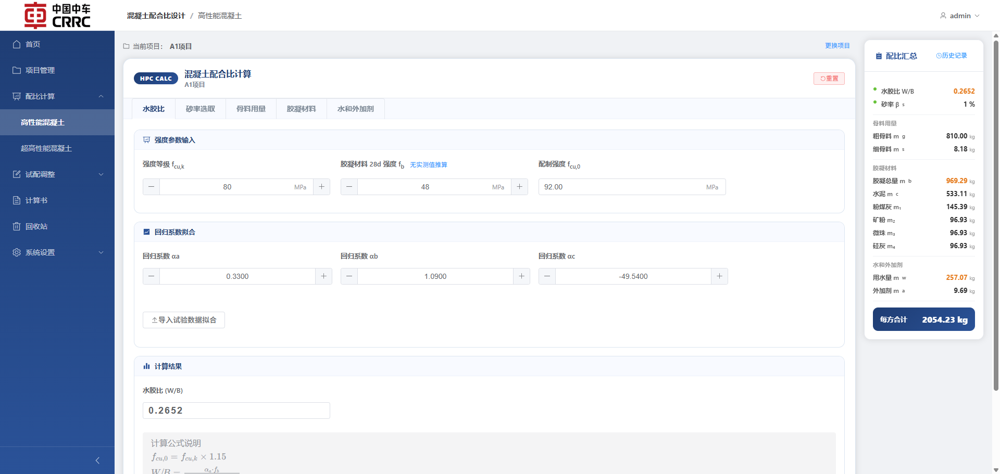 中国中车
CRRC
混凝土配合比设计 / 高性能混凝土
admin
首页
项目管理
配比计算
高性能混凝土
超高性能混凝土
试配调整
计算书
回收站
系统设置
当前项目： A1项目
更换项目
HPC CALC
混凝土配合比计算
A1项目
重置
水胶比 砂率选取 骨料用量 胶凝材料 水和外加剂
强度参数输入
强度等级 fcu,k
80 MPa
胶凝材料 28d 强度 fb 无实测值推算
48 MPa
配制强度 fcu,0
92.00 MPa
回归系数拟合
回归系数 αa
0.3300
回归系数 αb
1.0900
回归系数 αc
-49.5400
导入试验数据拟合
计算结果
水胶比 (W/B)
0.2652
计算公式说明
fcu,0 = fcu,k × 1.15
W/B = αa·fb
配比汇总 历史记录
水胶比 W/B 0.2652
砂率 β s 1 %
骨料用量
粗骨料 m g 810.00 kg
细骨料 m s 8.18 kg
胶凝材料
胶凝总量 m b 969.29 kg
水泥 m c 533.11 kg
粉煤灰 m₁ 145.39 kg
矿粉 m₂ 96.93 kg
微珠 m₃ 96.93 kg
硅灰 m₄ 96.93 kg
水和外加剂
用水量 m w 257.07 kg
外加剂 m a 9.69 kg
每方合计 2054.23 kg